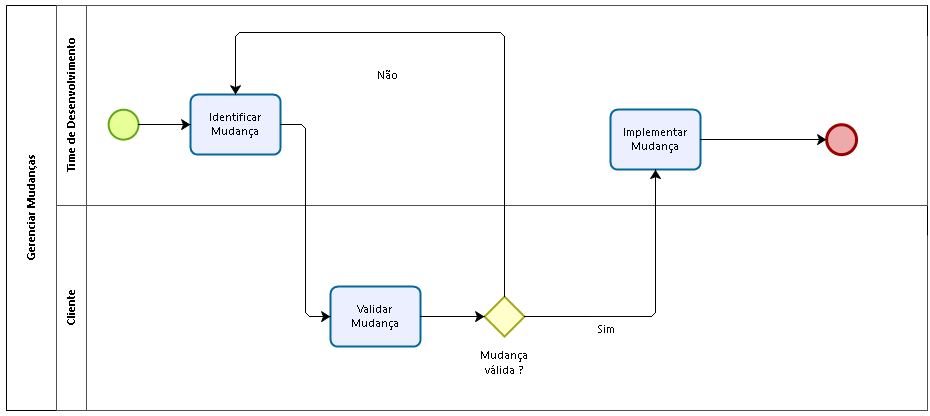 Gerenciar Mudanças
Time de Desenvolvimento
Não
Identificar
Mudança
Implementar
Mudança
Cliente
Validar
Mudança
Sim
Mudança
válida ?